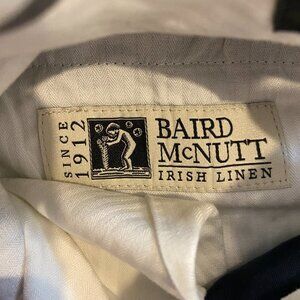 SINCE
1912
BAIRD
McNUTT
IRISH LINEN